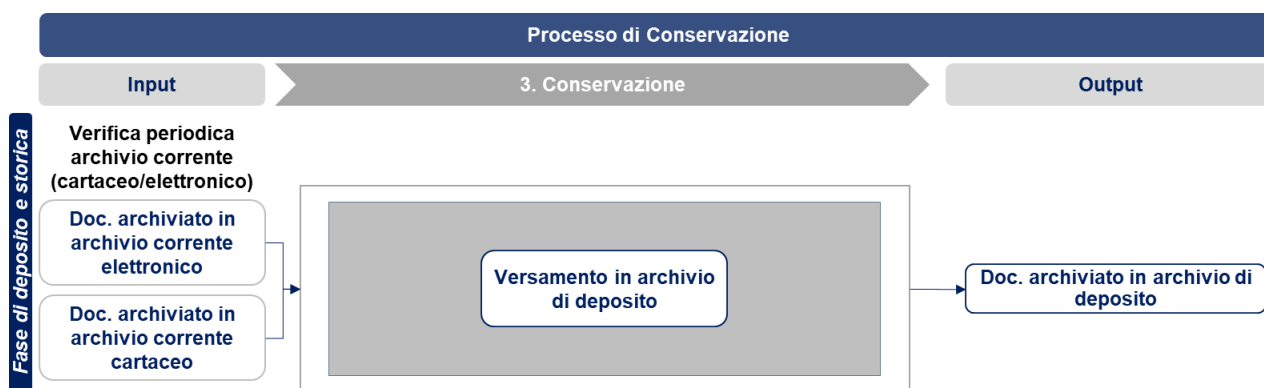 Processo di Conservazione
Input
3. Conservazione
Output
Fase di deposito e storica
Verifica periodica
archivio corrente
(cartaceo/elettronico)
Doc. archiviato in
archivio corrente
elettronico
Doc. archiviato in
archivio corrente
cartaceo
Versamento in archivio
di deposito
Doc. archiviato in archivio di
deposito